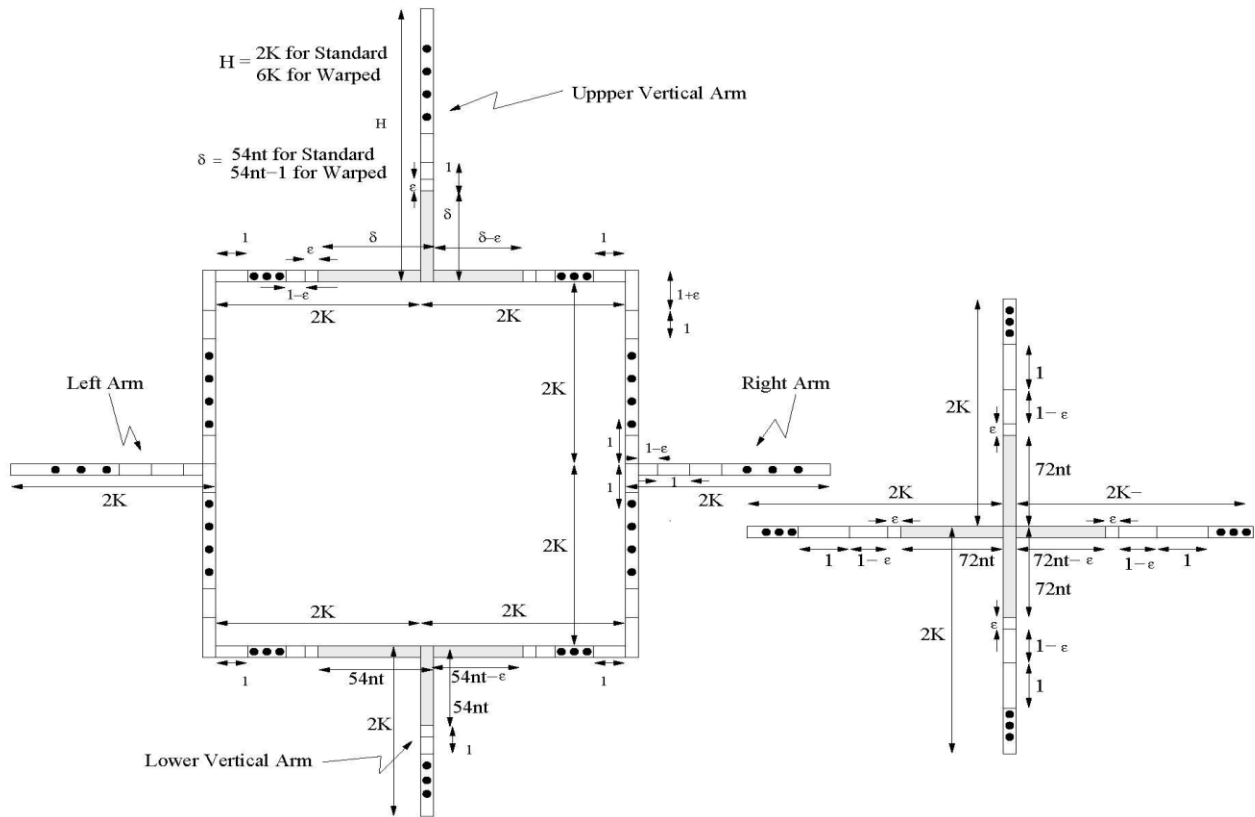 H = 2K for Standard
6K for Warped
Uppper Vertical Arm
H
δ = 54nt for Standard
54nt−1 for Warped
1
ε
δ
1
ε
δ
δ−ε
1
1−ε
1+ε
2K
2K
1
Left Arm
2K
Right Arm
2K
1
1−ε
1
ε
72nt
1
1−ε
2K
1
1
2K
2K
2K−
2K
ε
ε
2K
2K
1
1−ε
72nt
72nt−ε
1−ε
1
72nt
1
54nt
54nt−ε
1
54nt
2K
1
ε
2K
1−ε
1
Lower Vertical Arm